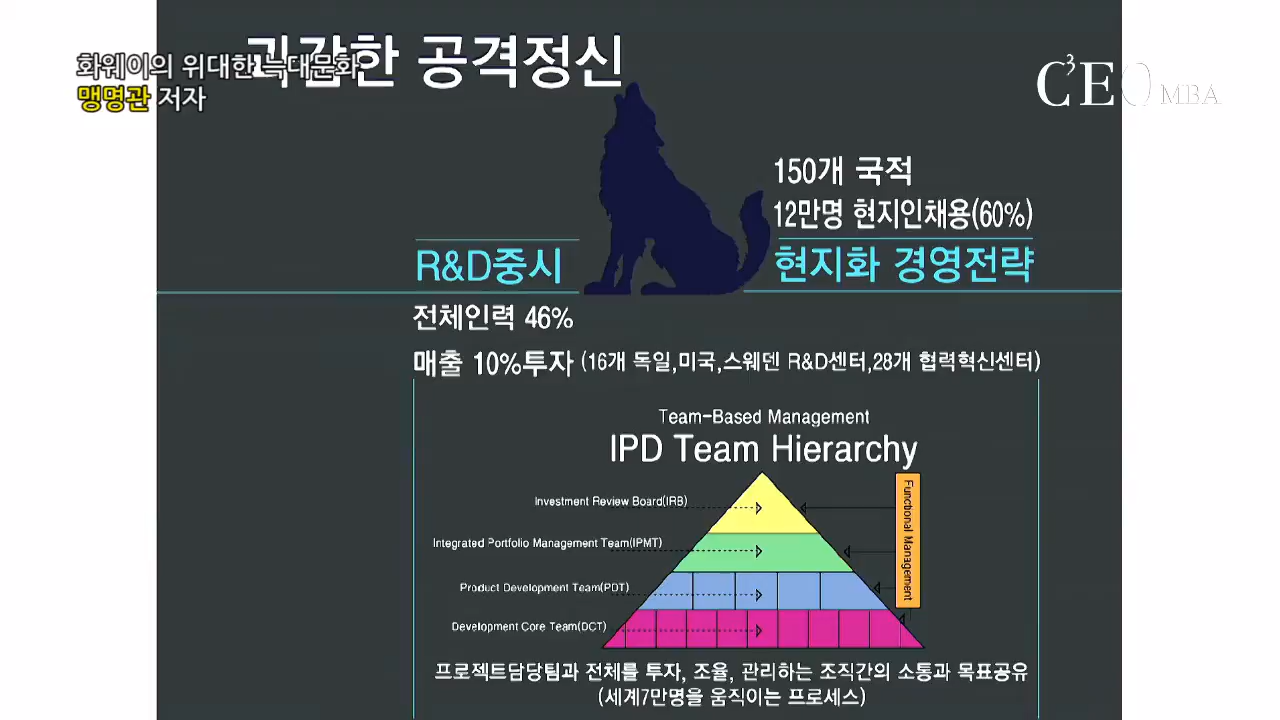 화웨이의 위대한 늑대문화
맹명관 저자
과감한 공격정신
C³EO MBA
150개 국적
12만명 현지인채용(60%)
R&D중시
현지화 경영전략
전체인력 46%
매출 10%투자 (16개 독일,미국,스웨덴 R&D센터,28개 협력혁신센터)
Team-Based Management
IPD Team Hierarchy
Investment Review Board(IRB)
Integrated Portfolio Management Team(IPMT)
Product Development Team(PDT)
Development Core Team(DCT)
Functional Management
프로젝트담당팀과 전체를 투자, 조율, 관리하는 조직간의 소통과 목표공유
(세계7만명을 움직이는 프로세스)